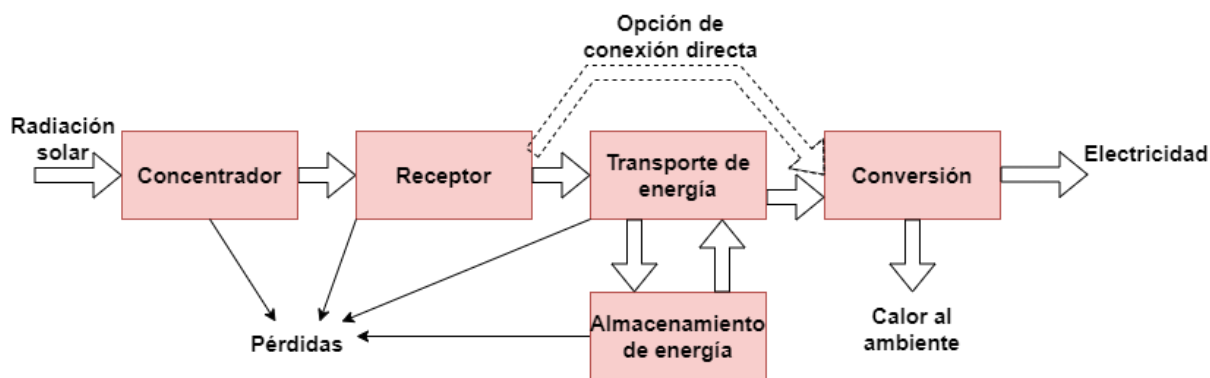 Opción de
conexión directa
Radiación
solar
Concentrador
Receptor
Transporte de
energía
Conversión
Electricidad
Pérdidas
Almacenamiento
de energía
Calor al
ambiente